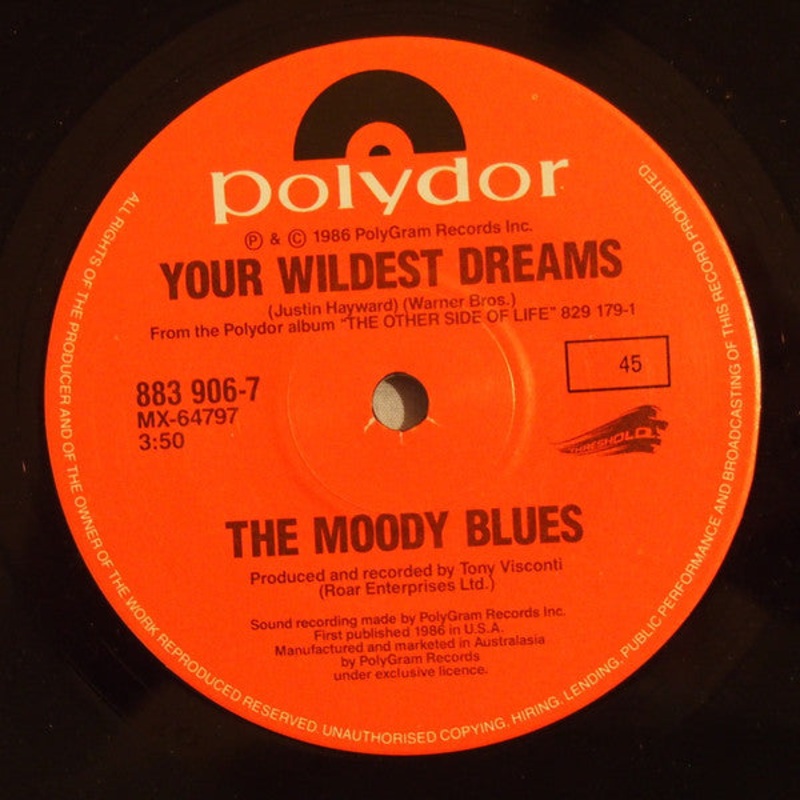 polydor
Ⓟ & Ⓒ 1986 PolyGram Records Inc.
YOUR WILDEST DREAMS
(Justin Hayward) (Warner Bros.)
From the Polydor album "THE OTHER SIDE OF LIFE" 829 179-1
45
883 906-7
MX-64797
3:50
THRESHOLD
THE MOODY BLUES
Produced and recorded by Tony Visconti
(Roar Enterprises Ltd.)
Sound recording made by PolyGram Records Inc.
First published 1986 in U.S.A.
Manufactured and marketed in Australasia
by PolyGram Records
under exclusive licence.
ALL RIGHTS OF THE PRODUCER AND OF THE OWNER OF THE WORK REPRODUCED RESERVED. UNAUTHORISED COPYING, HIRING, LENDING, PUBLIC PERFORMANCE AND BROADCASTING OF THIS RECORD PROHIBITED